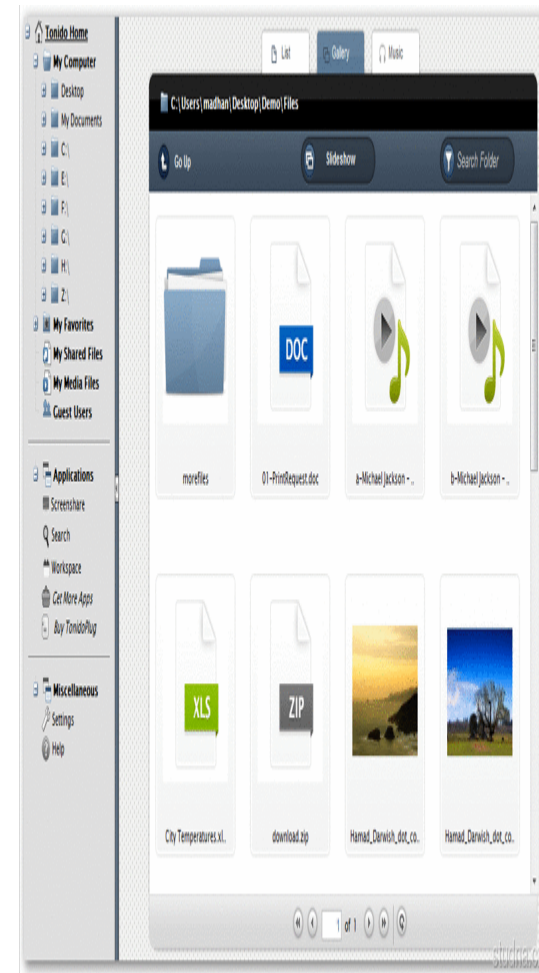 Tonido Home
My Computer
Desktop
My Documents
C:\
E:\
F:\
G:\
H:\
Z:\
My Favorites
My Shared Files
My Media Files
Guest Users
Applications
Screenshare
Search
Workspace
Get More Apps
Buy TonidoPlug
Miscellaneous
Settings
Help
List Gallery Music
C:\Users\madhan\Desktop\Demo\Files
Go Up Slideshow Search Folder
DOC
morefiles 01-PrintRequest.doc a-Michael Jackson - .. b-Michael Jackson - ..
XLS ZIP
City Temperatures.xl.. download.zip Hamad_Darwish_dot_co.. Hamad_Darwish_dot_co..
1 of 1
studna.c